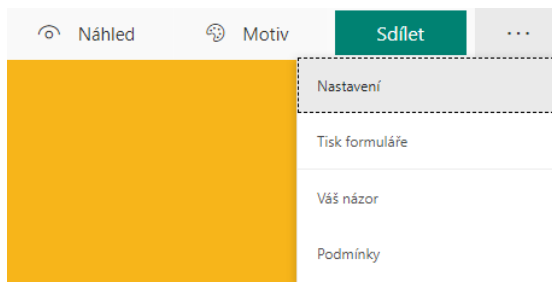 Náhled Motiv Sdílet ...
Nastavení
Tisk formuláře
Váš názor
Podmínky